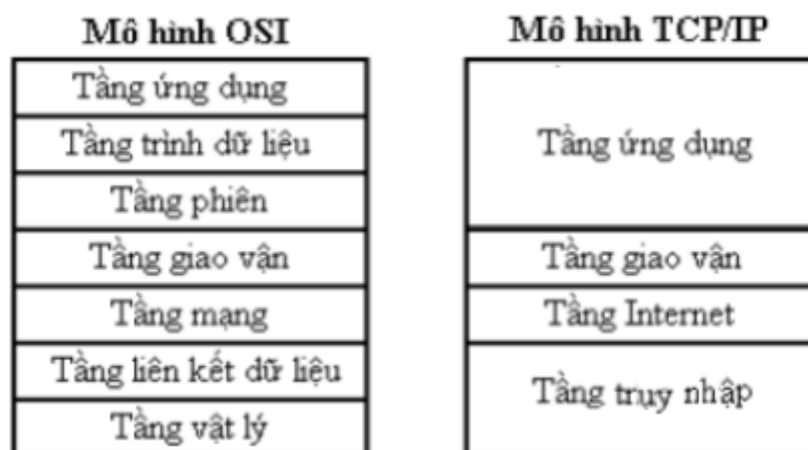 Mô hình OSI
Tầng ứng dụng
Tầng trình dữ liệu
Tầng phiên
Tầng giao vận
Tầng mạng
Tầng liên kết dữ liệu
Tầng vật lý
Mô hình TCP/IP
Tầng ứng dụng
Tầng giao vận
Tầng Internet
Tầng truy nhập